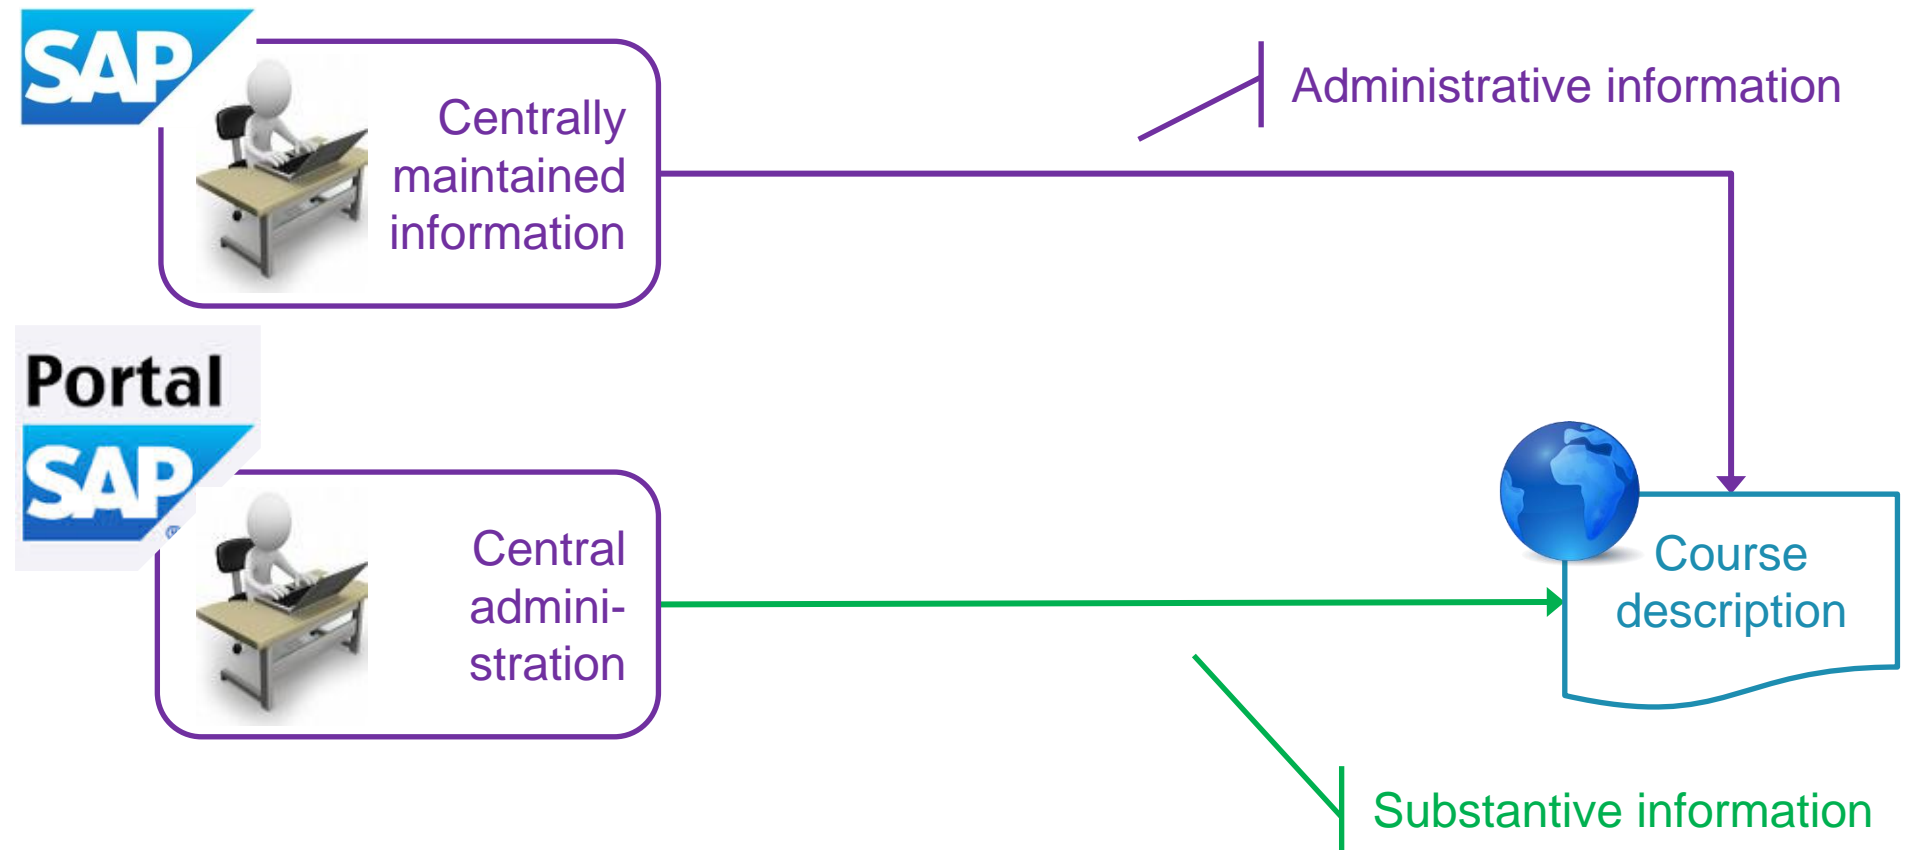 SAP
Centrally
maintained
information
Administrative information
Portal
SAP
Central
admini-
stration
Course
description
Substantive information